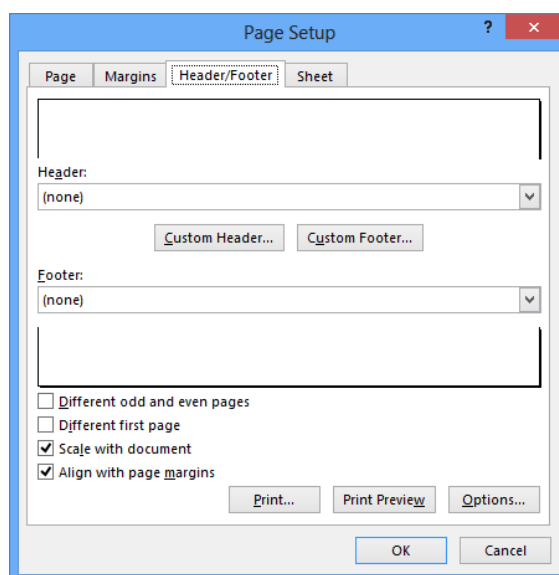 Page Setup ?
Page Margins Header/Footer Sheet
Header:
(none)
Custom Header... Custom Footer...
Footer:
(none)
Different odd and even pages
Different first page
Scale with document
Align with page margins
Print... Print Preview Options...
OK Cancel